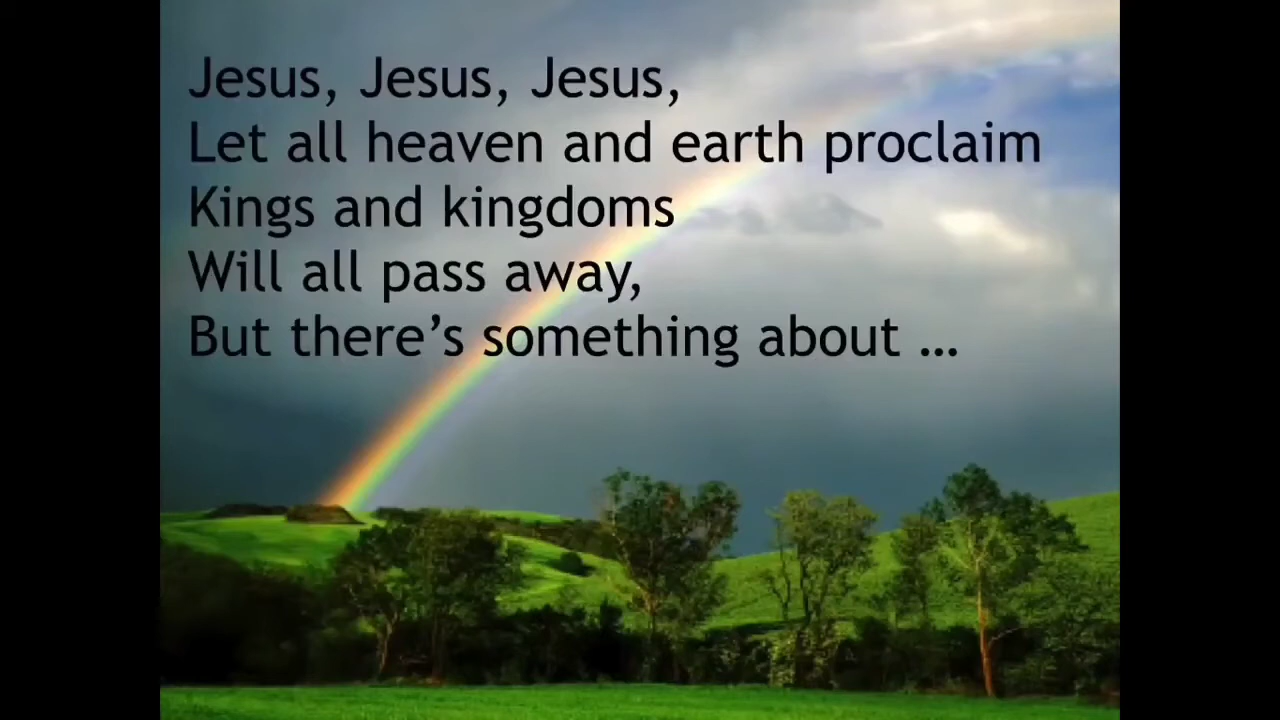 Jesus, Jesus, Jesus,
Let all heaven and earth proclaim
Kings and kingdoms
Will all pass away,
But there’s something about …